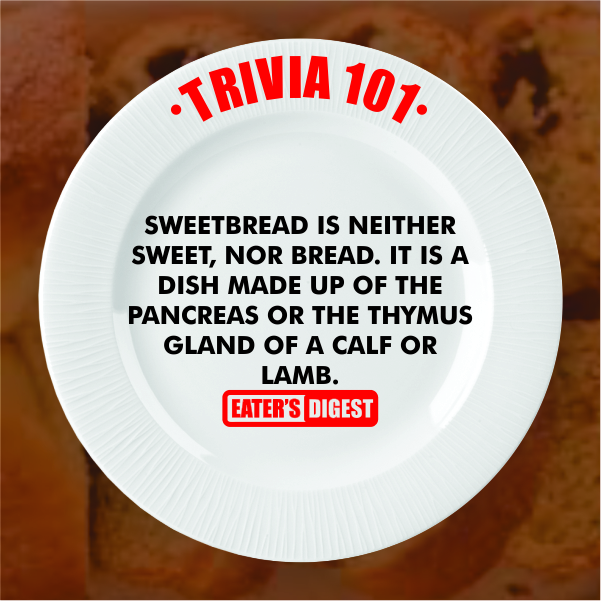 ·TRIVIA 101·
SWEETBREAD IS NEITHER
SWEET, NOR BREAD. IT IS A
DISH MADE UP OF THE
PANCREAS OR THE THYMUS
GLAND OF A CALF OR
LAMB.
EATER'S DIGEST